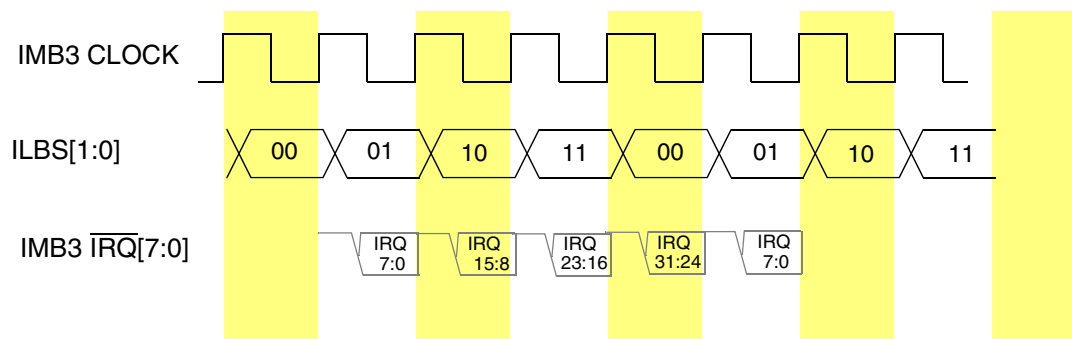 IMB3 CLOCK
ILBS[1:0]
00 01 10 11 00 01 10 11
IMB3 IRQ[7:0]
IRQ IRQ IRQ IRQ IRQ
7:0 15:8 23:16 31:24 7:0